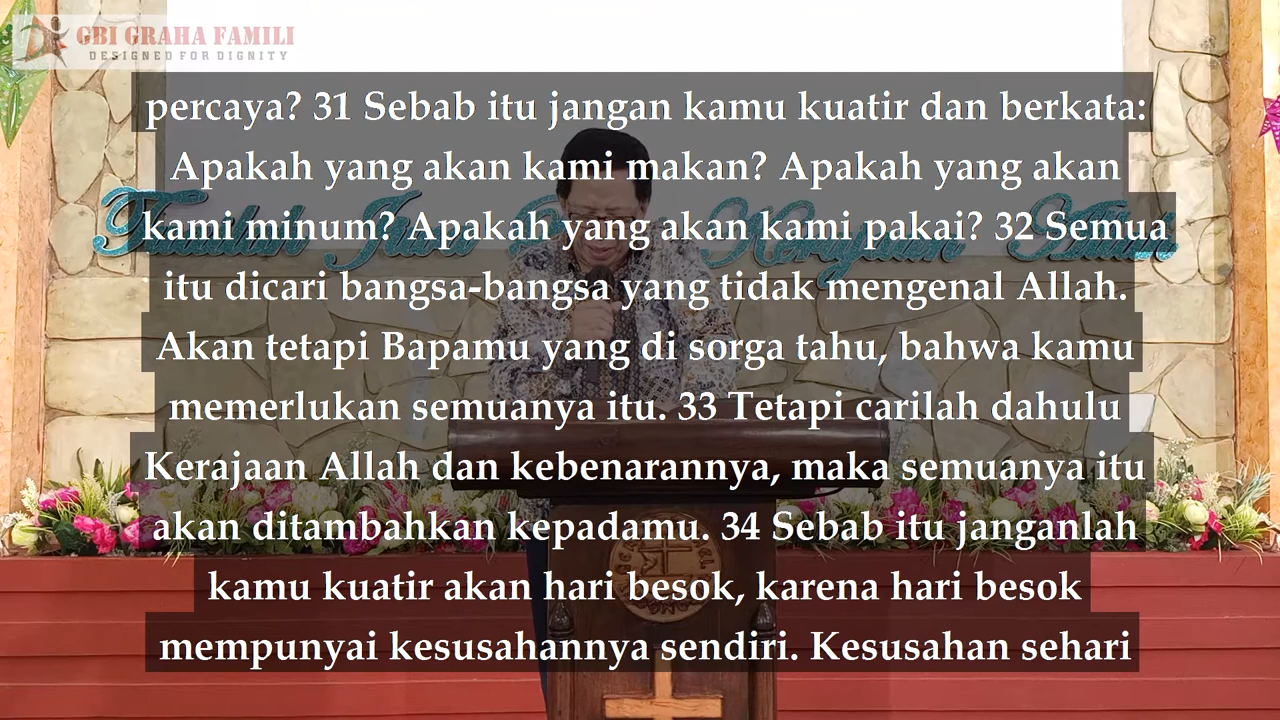 GBI GRAHA FAMILI
DESIGNED FOR DIGNITY
percaya? 31 Sebab itu jangan kamu kuatir dan berkata:
Apakah yang akan kami makan? Apakah yang akan
kami minum? Apakah yang akan kami pakai? 32 Semua
itu dicari bangsa-bangsa yang tidak mengenal Allah.
Akan tetapi Bapamu yang di sorga tahu, bahwa kamu
memerlukan semuanya itu. 33 Tetapi carilah dahulu
Kerajaan Allah dan kebenarannya, maka semuanya itu
akan ditambahkan kepadamu. 34 Sebab itu janganlah
kamu kuatir akan hari besok, karena hari besok
mempunyai kesusahannya sendiri. Kesusahan sehari